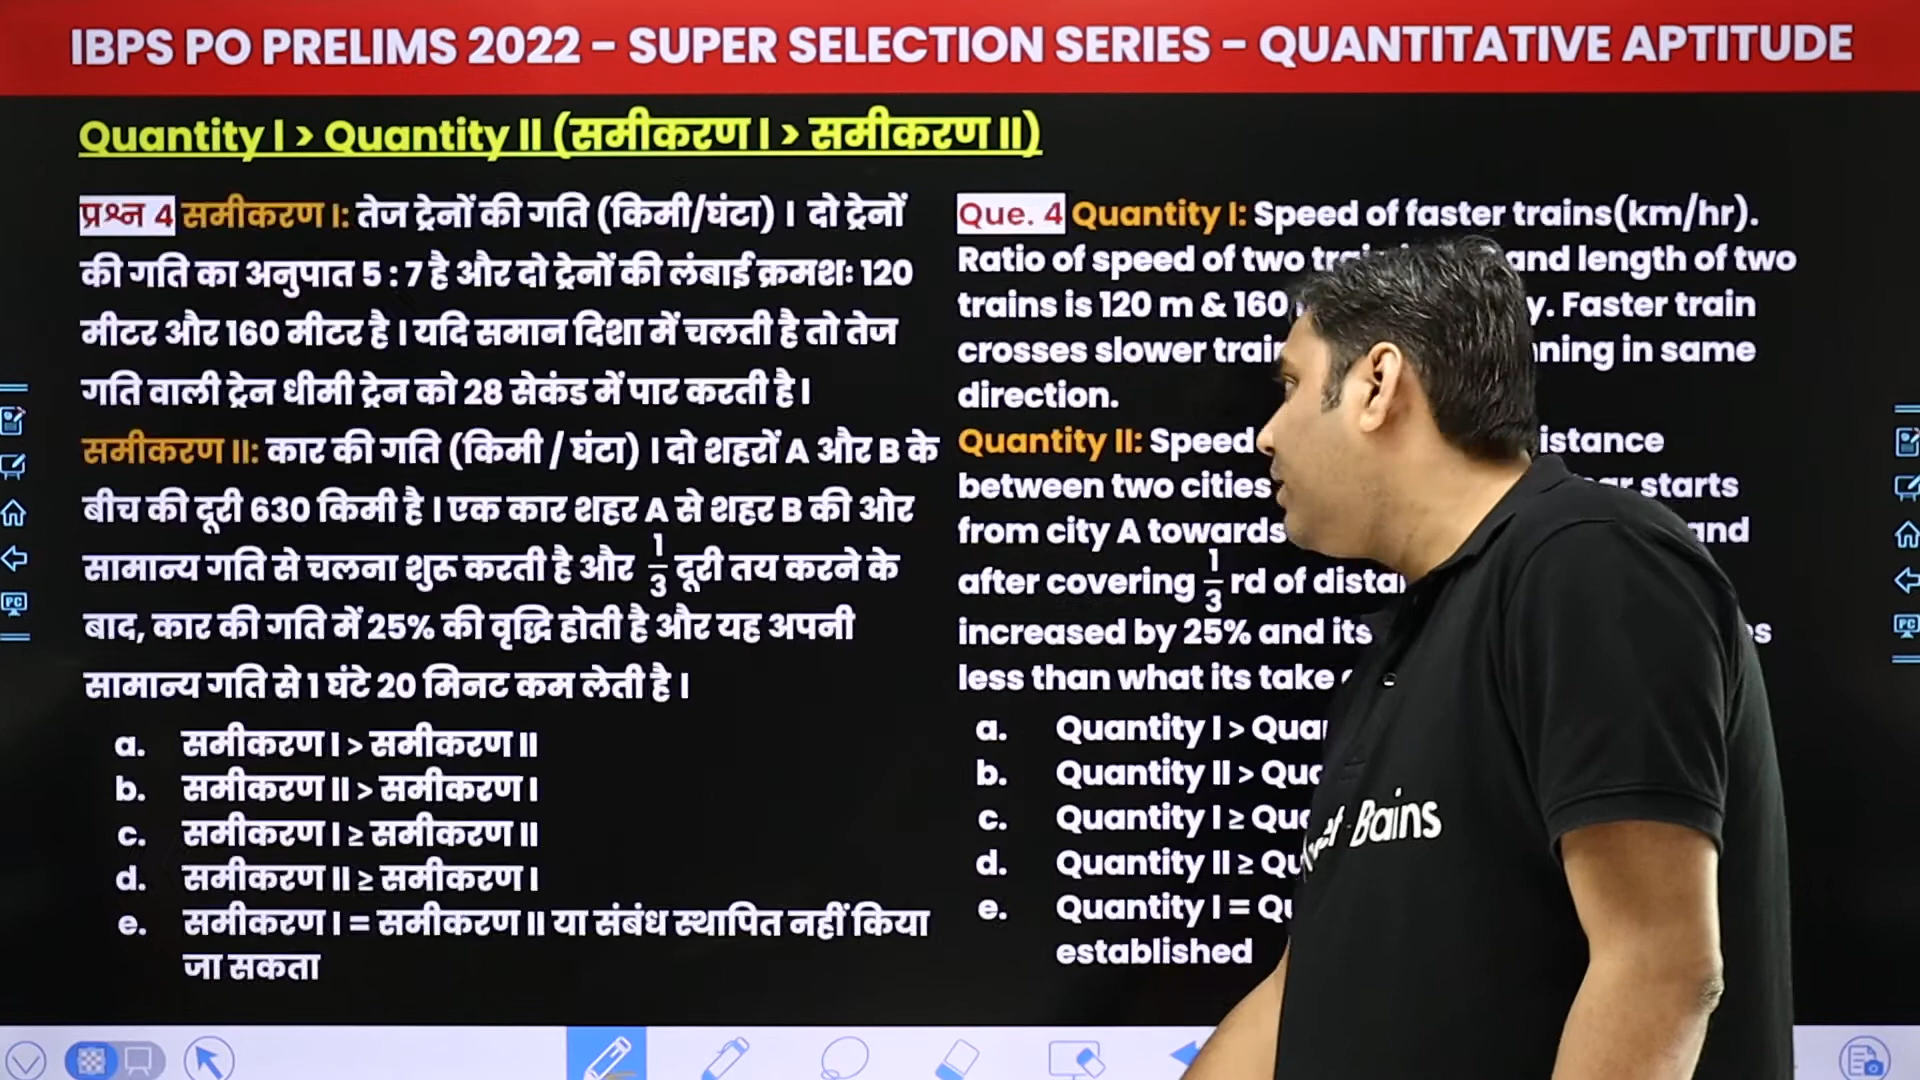 IBPS PO PRELIMS 2022 - SUPER SELECTION SERIES - QUANTITATIVE APTITUDE
Quantity I > Quantity II (समीकरण I > समीकरण II)
प्रश्न 4 समीकरण I: तेज ट्रेनों की गति (किमी/घंटा) । दो ट्रेनों
की गति का अनुपात 5 : 7 है और दो ट्रेनों की लंबाई क्रमशः 120
मीटर और 160 मीटर है । यदि समान दिशा में चलती है तो तेज
गति वाली ट्रेन धीमी ट्रेन को 28 सेकंड में पार करती है ।
समीकरण II: कार की गति (किमी / घंटा) । दो शहरों A और B के
बीच की दूरी 630 किमी है । एक कार शहर A से शहर B की ओर
सामान्य गति से चलना शुरू करती है और 1/3 दूरी तय करने के
बाद, कार की गति में 25% की वृद्धि होती है और यह अपनी
सामान्य गति से 1 घंटे 20 मिनट कम लेती है ।
a. समीकरण I > समीकरण II
b. समीकरण II > समीकरण I
c. समीकरण I ≥ समीकरण II
d. समीकरण II ≥ समीकरण I
e. समीकरण I = समीकरण II या संबंध स्थापित नहीं किया
जा सकता
Que. 4 Quantity I: Speed of faster trains(km/hr).
Ratio of speed of two and length of two
trains is 120 m & 160 Faster train
crosses slower in same
direction.
Quantity II: Speed
between two cities starts
from city A towards
after covering 1/3 rd of
increased by 25% and its
less than what its take
a. Quantity I >
b. Quantity II >
c. Quantity I ≥
d. Quantity II ≥
e. Quantity I =
established
Bains
PC
PC